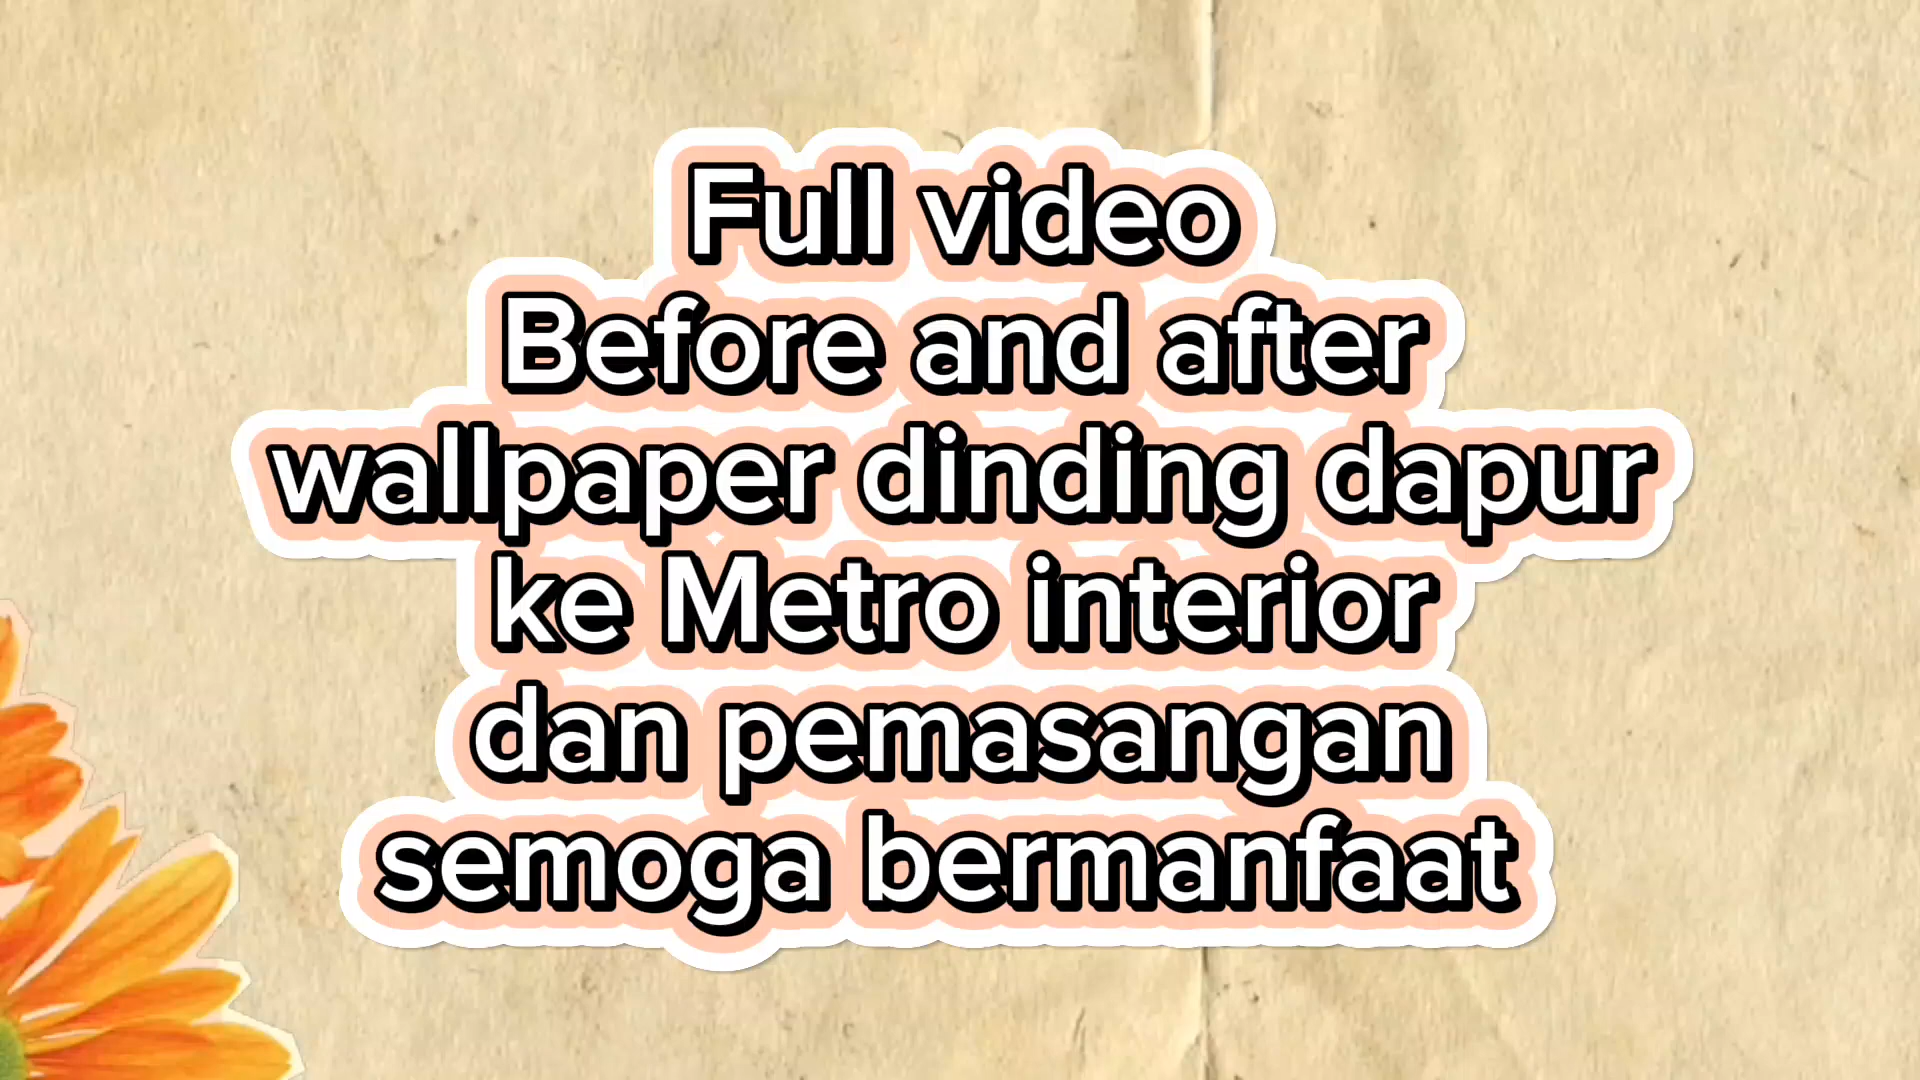 Full video
Before and after
wallpaper dinding dapur
ke Metro interior
dan pemasangan
semoga bermanfaat